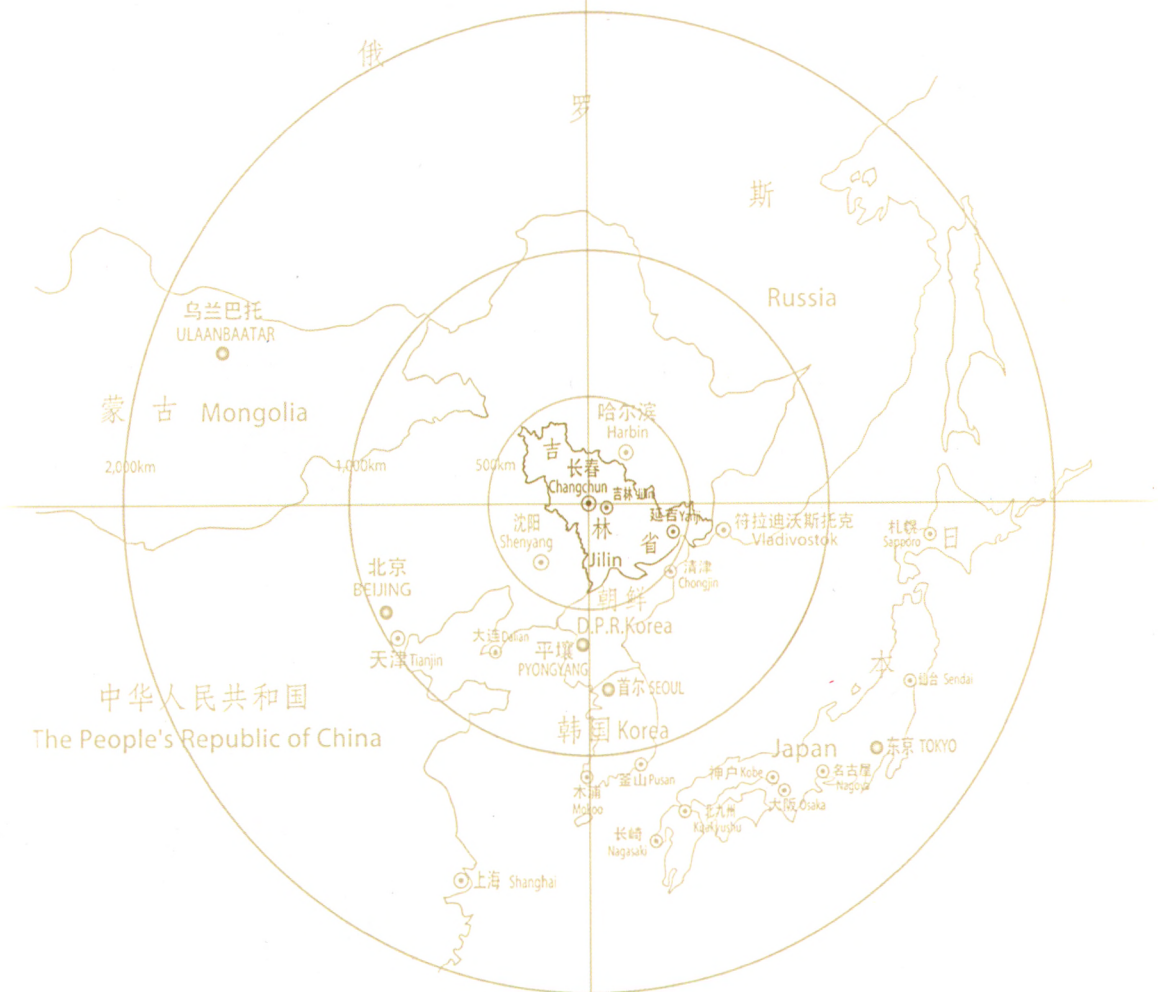 俄
罗
斯
Russia
乌兰巴托
ULAANBAATAR
蒙 古 Mongolia
2,000km
1,000km
500km
哈尔滨
Harbin
吉
长春
Changchun
吉林 Jilin
延吉 Yanji
林
省
Jilin
沈阳
Shenyang
符拉迪沃斯托克
Vladivostok
札幌
Sapporo
日
清津
Chongjin
北京
BEIJING
朝鲜
D.P.R.Korea
大连 Dalian
平壤
PYONGYANG
天津 Tianjin
本
首尔 SEOUL
仙台 Sendai
中华人民共和国
The People's Republic of China
韩国 Korea
Japan
东京 TOKYO
釜山 Pusan
神户 Kobe
名古屋
Nagoya
木浦
大阪 Osaka
北九州
Kitakyushu
长崎
Nagasaki
上海 Shanghai